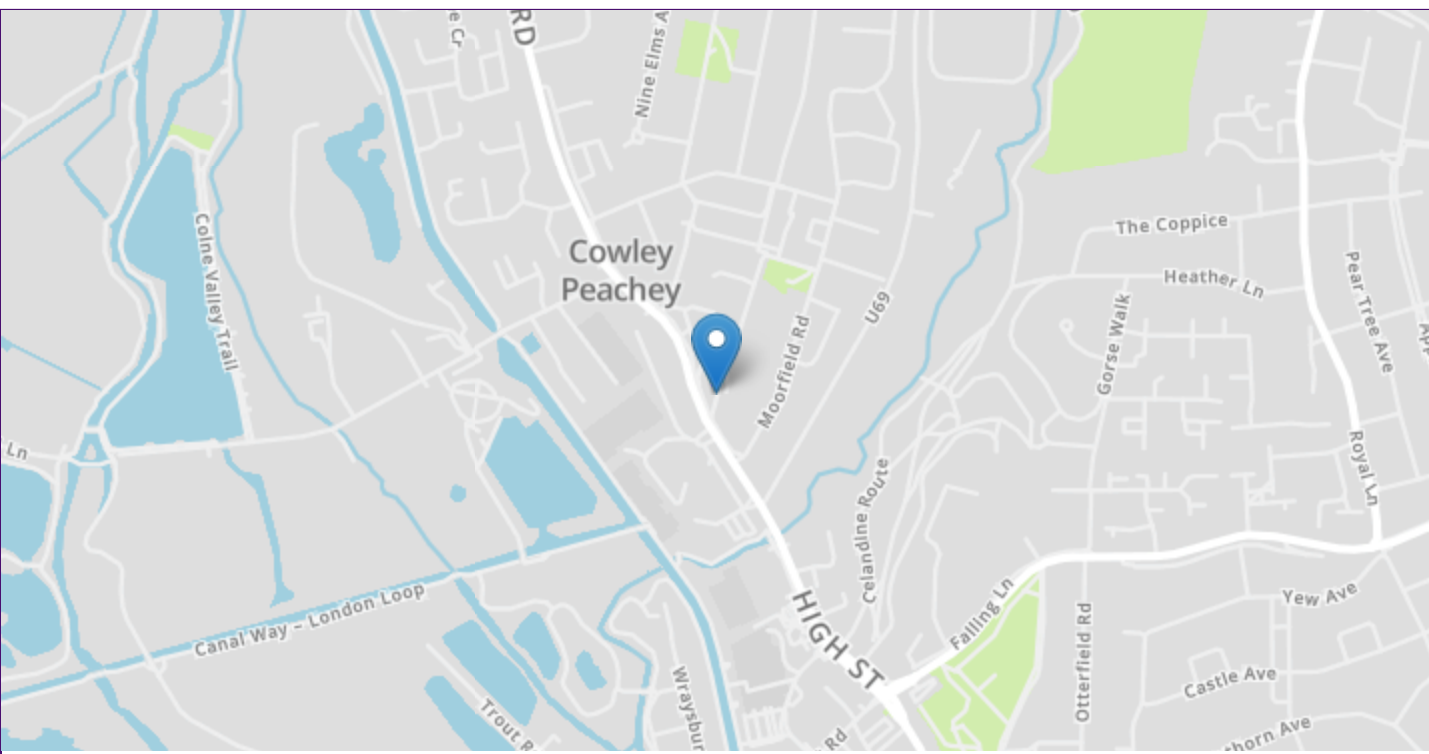 RD
Nine Elms A
The Coppice
Colne Valley Trail
Cowley
Peachey
Heather Ln
Pear Tree Ave
U69
Gorse Walk
Moorfield Rd
Ln
Royal Ln
Celandine Route
Canal Way – London Loop
HIGH ST
Falling Ln
Yew Ave
Otterfield Rd
Castle Ave
Wraysbur
Trout R
Rd
thorn Ave